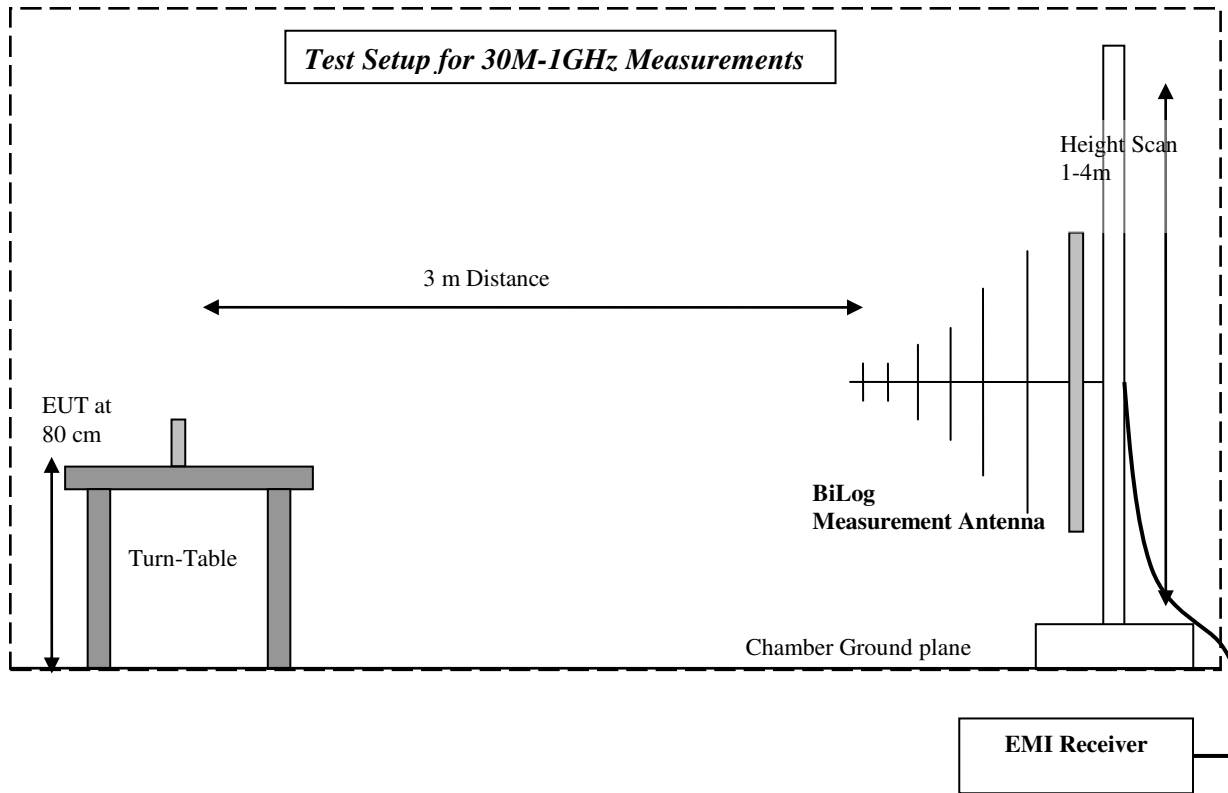 Test Setup for 30M-1GHz Measurements
Height Scan
1-4m
3 m Distance
EUT at
80 cm
BiLog
Measurement Antenna
Turn-Table
Chamber Ground plane
EMI Receiver